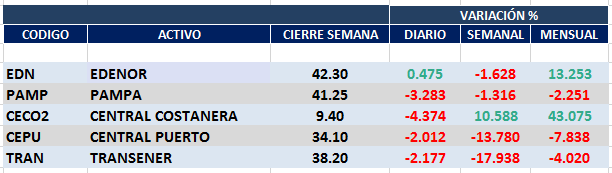 VARIACIÓN %
CODIGO ACTIVO CIERRE SEMANA DIARIO SEMANAL MENSUAL
EDN EDENOR 42.30 0.475 -1.628 13.253
PAMP PAMPA 41.25 -3.283 -1.316 -2.251
CECO2 CENTRAL COSTANERA 9.40 -4.374 10.588 43.075
CEPU CENTRAL PUERTO 34.10 -2.012 -13.780 -7.838
TRAN TRANSENER 38.20 -2.177 -17.938 -4.020